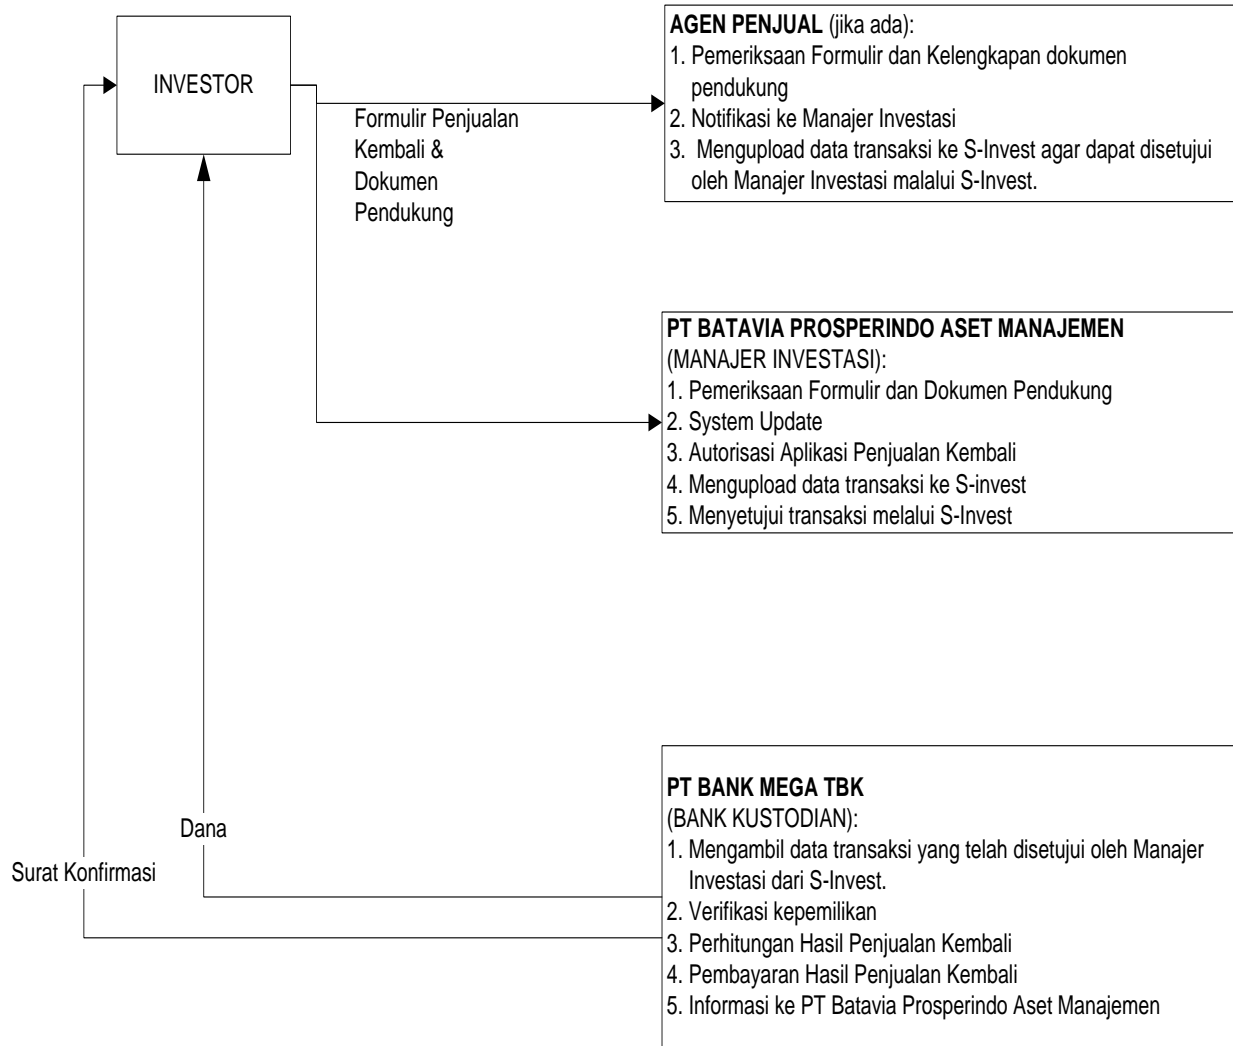 INVESTOR
Formulir Penjualan
Kembali &
Dokumen
Pendukung
AGEN PENJUAL (jika ada):
1. Pemeriksaan Formulir dan Kelengkapan dokumen
pendukung
2. Notifikasi ke Manajer Investasi
3. Mengupload data transaksi ke S-Invest agar dapat disetujui
oleh Manajer Investasi malalui S-Invest.
PT BATAVIA PROSPERINDO ASET MANAJEMEN
(MANAJER INVESTASI):
1. Pemeriksaan Formulir dan Dokumen Pendukung
2. System Update
3. Autorisasi Aplikasi Penjualan Kembali
4. Mengupload data transaksi ke S-invest
5. Menyetujui transaksi melalui S-Invest
Dana
Surat Konfirmasi
PT BANK MEGA TBK
(BANK KUSTODIAN):
1. Mengambil data transaksi yang telah disetujui oleh Manajer
Investasi dari S-Invest.
2. Verifikasi kepemilikan
3. Perhitungan Hasil Penjualan Kembali
4. Pembayaran Hasil Penjualan Kembali
5. Informasi ke PT Batavia Prosperindo Aset Manajemen